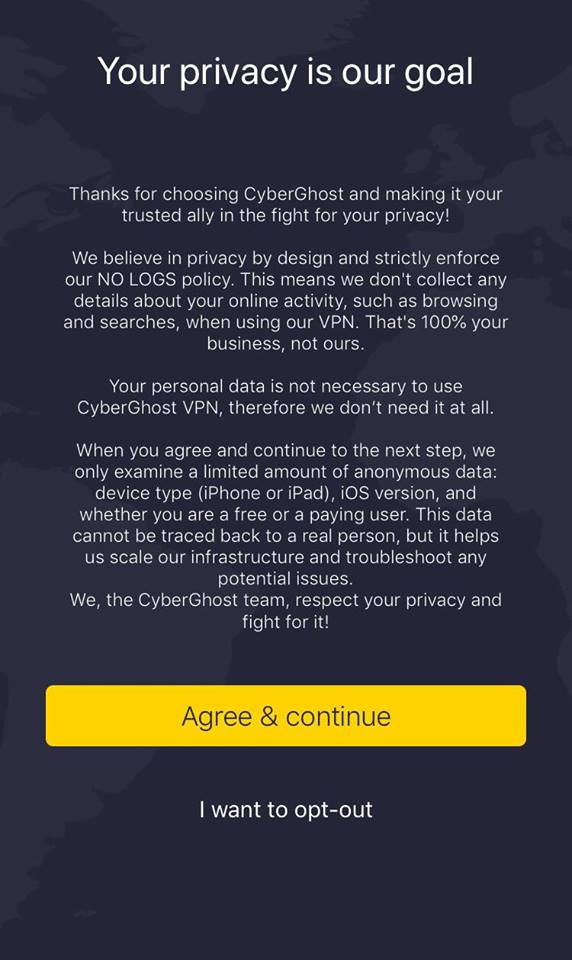 Your privacy is our goal
Thanks for choosing CyberGhost and making it your
trusted ally in the fight for your privacy!
We believe in privacy by design and strictly enforce
our NO LOGS policy. This means we don't collect any
details about your online activity, such as browsing
and searches, when using our VPN. That's 100% your
business, not ours.
Your personal data is not necessary to use
CyberGhost VPN, therefore we don’t need it at all.
When you agree and continue to the next step, we
only examine a limited amount of anonymous data:
device type (iPhone or iPad), iOS version, and
whether you are a free or a paying user. This data
cannot be traced back to a real person, but it helps
us scale our infrastructure and troubleshoot any
potential issues.
We, the CyberGhost team, respect your privacy and
fight for it!
Agree & continue
I want to opt-out